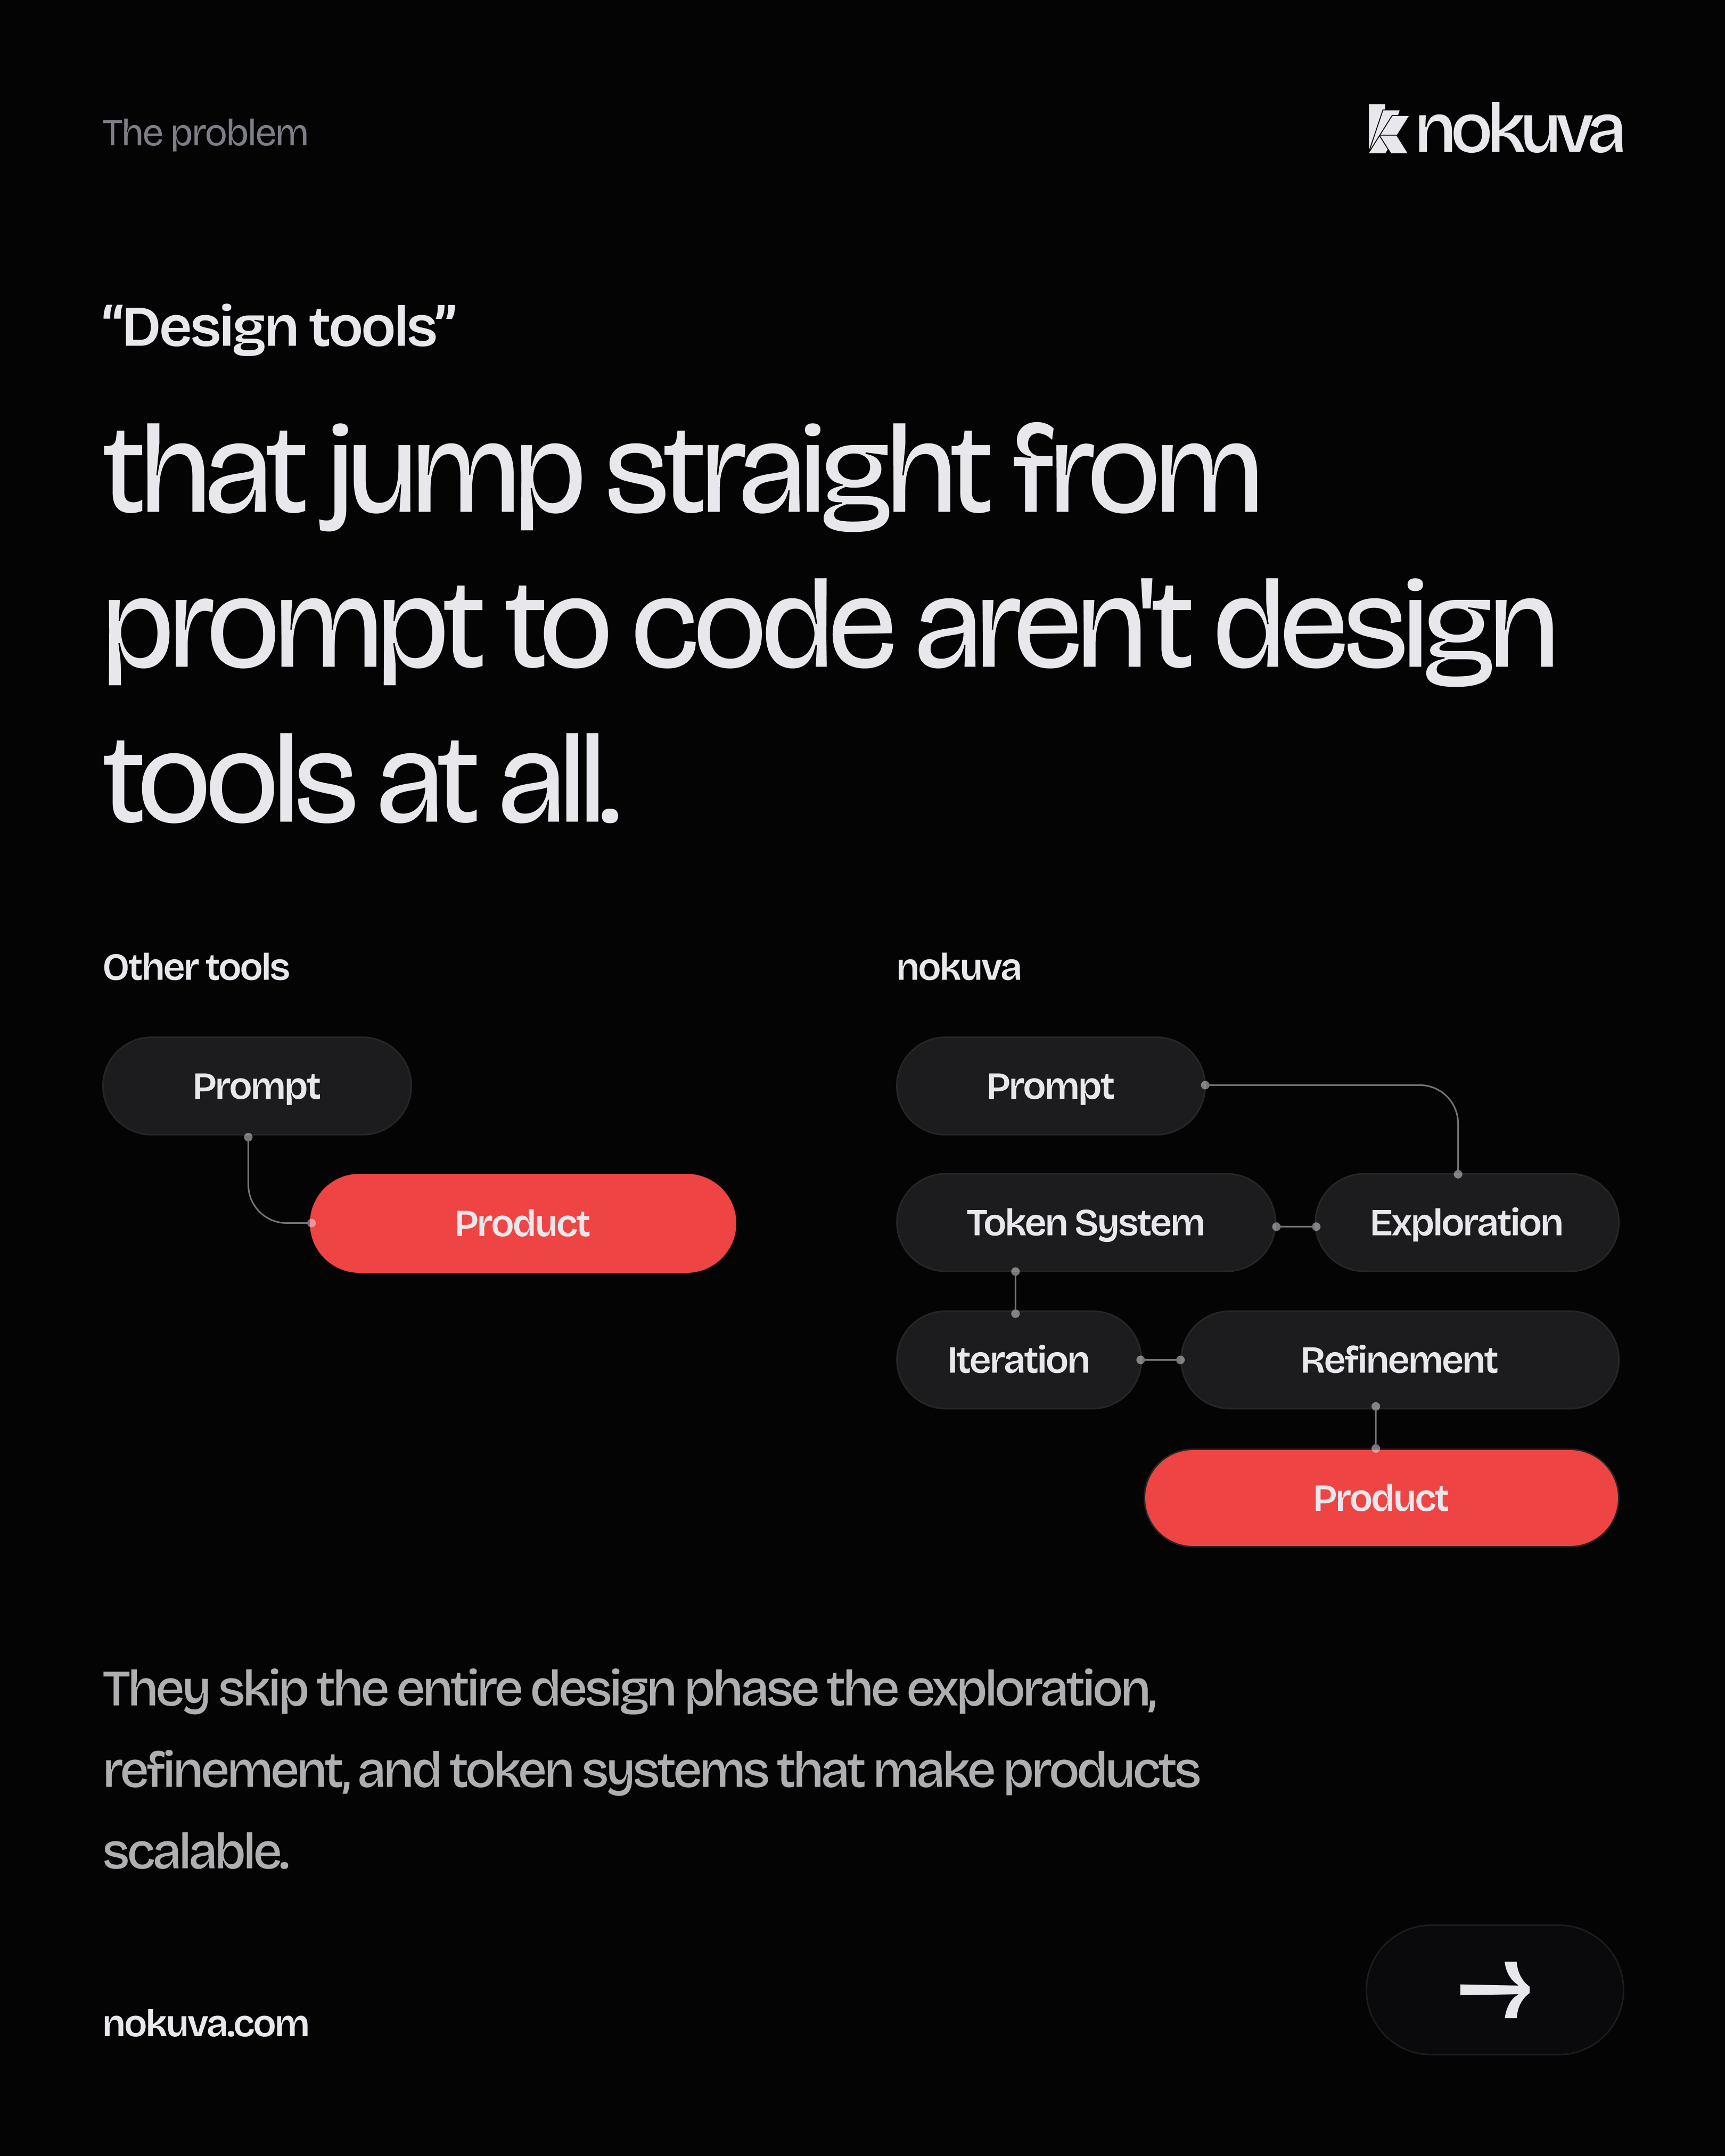 The problem
nokuva
“Design tools”
that jump straight from
prompt to code aren't design
tools at all.
Other tools
Prompt
Product
nokuva
Prompt
Token System
Exploration
Iteration
Refinement
Product
They skip the entire design phase the exploration,
refinement, and token systems that make products
scalable.
nokuva.com